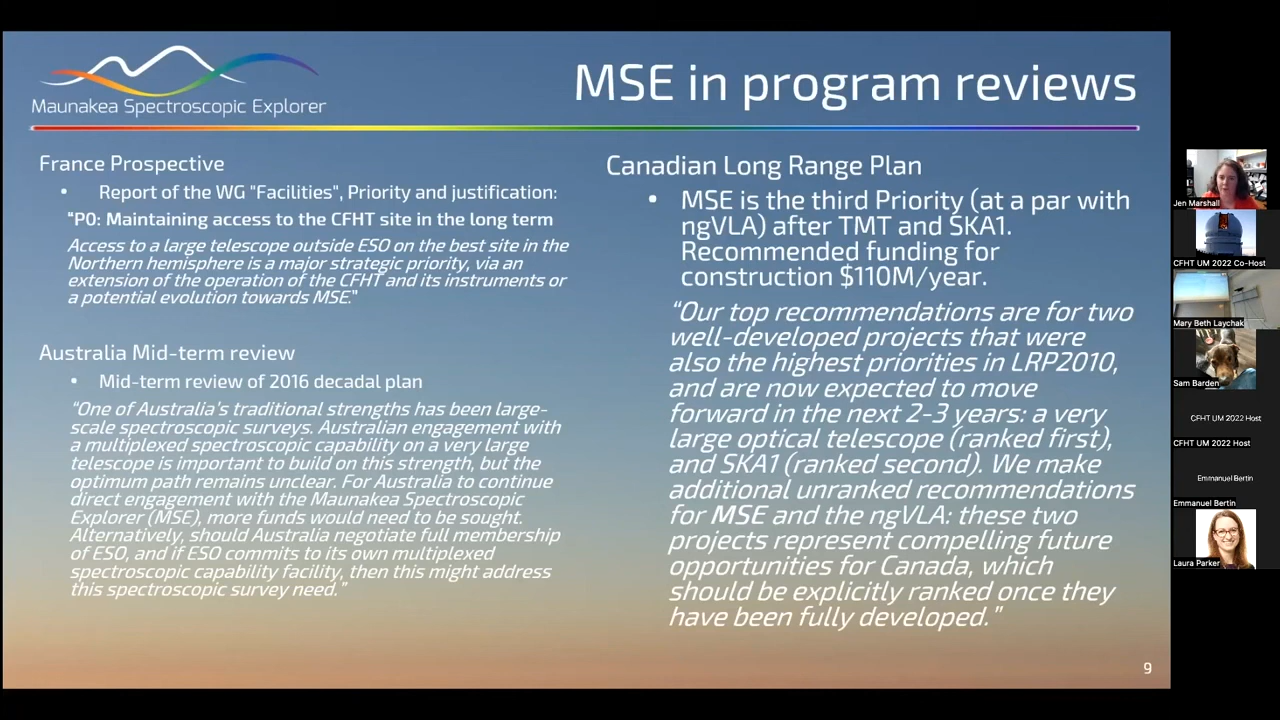 Maunakea Spectroscopic Explorer
MSE in program reviews
France Prospective
• Report of the WG "Facilities", Priority and justification:
"P0: Maintaining access to the CFHT site in the long term
Access to a large telescope outside ESO on the best site in the
Northern hemisphere is a major strategic priority, via an
extension of the operation of the CFHT and its instruments or
a potential evolution towards MSE."
Australia Mid-term review
• Mid-term review of 2016 decadal plan
“One of Australia’s traditional strengths has been large-
scale spectroscopic surveys. Australian engagement with
a multiplexed spectroscopic capability on a very large
telescope is important to build on this strength, but the
optimum path remains unclear. For Australia to continue
direct engagement with the Maunakea Spectroscopic
Explorer (MSE), more funds would need to be sought.
Alternatively, should Australia negotiate full membership
of ESO, and if ESO commits to its own multiplexed
spectroscopic capability facility, then this might address
this spectroscopic survey need.”
Canadian Long Range Plan
• MSE is the third Priority (at a par with
ngVLA) after TMT and SKA1.
Recommended funding for
construction $110M/year.
“Our top recommendations are for two
well-developed projects that were
also the highest priorities in LRP2010,
and are now expected to move
forward in the next 2-3 years: a very
large optical telescope (ranked first),
and SKA1 (ranked second). We make
additional unranked recommendations
for MSE and the ngVLA: these two
projects represent compelling future
opportunities for Canada, which
should be explicitly ranked once they
have been fully developed.”
9
Jen Marshall
CFHT UM 2022 Co-Host
Mary Beth Laychak
Sam Barden
CFHT UM 2022 Host
CFHT UM 2022 Host
Emmanuel Bertin
Emmanuel Bertin
Laura Parker